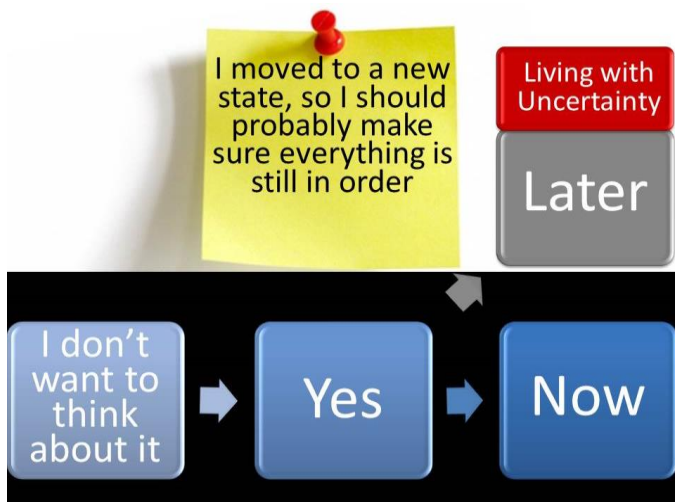 I moved to a new
state, so I should
probably make
sure everything is
still in order
Living with
Uncertainty
Later
I don’t
want to
think
about it
Yes
Now